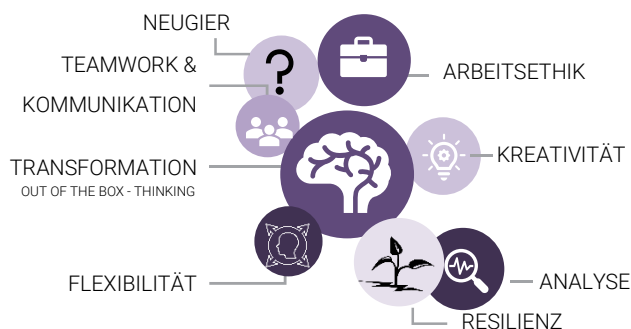 NEUGIER
TEAMWORK &
KOMMUNIKATION
TRANSFORMATION
OUT OF THE BOX - THINKING
FLEXIBILITÄT
?
ARBEITSETHIK
KREATIVITÄT
ANALYSE
RESILIENZ